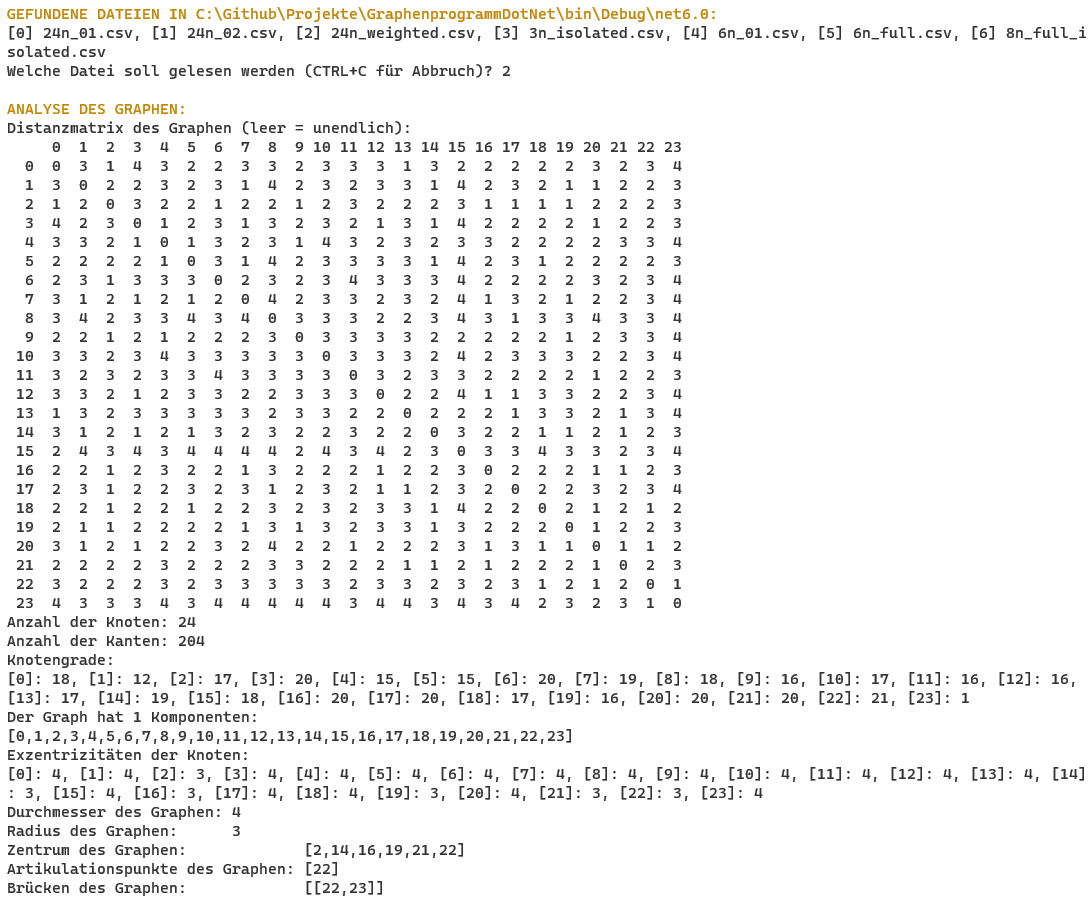 GEFUNDENE DATEIEN IN C:\Github\Projekte\GraphenprogrammDotNet\bin\Debug\net6.0:
[0] 24n_01.csv, [1] 24n_02.csv, [2] 24n_weighted.csv, [3] 3n_isolated.csv, [4] 6n_01.csv, [5] 6n_full.csv, [6] 8n_full_i
solated.csv
Welche Datei soll gelesen werden (CTRL+C für Abbruch)? 2
ANALYSE DES GRAPHEN:
Distanzmatrix des Graphen (leer = unendlich):
     0  1  2  3  4  5  6  7  8  9 10 11 12 13 14 15 16 17 18 19 20 21 22 23
  0  0  3  1  4  3  2  2  3  3  2  3  3  3  1  3  2  2  2  2  2  3  2  3  4
  1  3  0  2  2  3  2  3  1  4  2  3  2  3  3  1  4  2  3  2  1  1  2  2  3
  2  1  2  0  3  2  2  1  2  2  1  2  3  2  2  2  3  1  1  1  1  2  2  2  3
  3  4  2  3  0  1  2  3  1  3  2  3  2  1  3  1  4  2  2  2  2  1  2  2  3
  4  3  3  2  1  0  1  3  2  3  1  4  3  2  3  2  3  3  2  2  2  2  3  3  4
  5  2  2  2  2  1  0  3  1  4  2  3  3  3  3  1  4  2  3  1  2  2  2  2  3
  6  2  3  1  3  3  3  0  2  3  2  3  4  3  3  3  4  2  2  2  2  3  2  3  4
  7  3  1  2  1  2  1  2  0  4  2  3  3  2  3  2  4  1  3  2  1  2  2  3  4
  8  3  4  2  3  3  4  3  4  0  3  3  3  2  2  3  4  3  1  3  3  4  3  3  4
  9  2  2  1  2  1  2  2  2  3  0  3  3  3  3  2  2  2  2  2  1  2  3  3  4
 10  3  3  2  3  4  3  3  3  3  3  0  3  3  3  2  4  2  3  3  3  2  2  3  4
 11  3  2  3  2  3  3  4  3  3  3  3  0  3  2  3  3  2  2  2  2  1  2  2  3
 12  3  3  2  1  2  3  3  2  2  3  3  3  0  2  2  4  1  1  3  3  2  2  3  4
 13  1  3  2  3  3  3  3  3  2  3  3  2  2  0  2  2  2  1  3  3  2  1  3  4
 14  3  1  2  1  2  1  3  2  3  2  2  3  2  2  0  3  2  2  1  1  2  1  2  3
 15  2  4  3  4  3  4  4  4  4  2  4  3  4  2  3  0  3  3  4  3  3  2  3  4
 16  2  2  1  2  3  2  2  1  3  2  2  2  1  2  2  3  0  2  2  2  1  1  2  3
 17  2  3  1  2  2  3  2  3  1  2  3  2  1  1  2  3  2  0  2  2  3  2  3  4
 18  2  2  1  2  2  1  2  2  3  2  3  2  3  3  1  4  2  2  0  2  1  2  1  2
 19  2  1  1  2  2  2  2  1  3  1  3  2  3  3  1  3  2  2  2  0  1  2  2  3
 20  3  1  2  1  2  2  3  2  4  2  2  1  2  2  2  3  1  3  1  1  0  1  1  2
 21  2  2  2  2  3  2  2  2  3  3  2  2  2  1  1  2  1  2  2  2  1  0  2  3
 22  3  2  2  2  3  2  3  3  3  3  3  2  3  3  2  3  2  3  1  2  1  2  0  1
 23  4  3  3  3  4  3  4  4  4  4  4  3  4  4  3  4  3  4  2  3  2  3  1  0
Anzahl der Knoten: 24
Anzahl der Kanten: 204
Knotengrade:
[0]: 18, [1]: 12, [2]: 17, [3]: 20, [4]: 15, [5]: 15, [6]: 20, [7]: 19, [8]: 18, [9]: 16, [10]: 17, [11]: 16, [12]: 16,
[13]: 17, [14]: 19, [15]: 18, [16]: 20, [17]: 20, [18]: 17, [19]: 16, [20]: 20, [21]: 20, [22]: 21, [23]: 1
Der Graph hat 1 Komponenten:
[0,1,2,3,4,5,6,7,8,9,10,11,12,13,14,15,16,17,18,19,20,21,22,23]
Exzentrizitäten der Knoten:
[0]: 4, [1]: 4, [2]: 3, [3]: 4, [4]: 4, [5]: 4, [6]: 4, [7]: 4, [8]: 4, [9]: 4, [10]: 4, [11]: 4, [12]: 4, [13]: 4, [14]
: 3, [15]: 4, [16]: 3, [17]: 4, [18]: 4, [19]: 3, [20]: 4, [21]: 3, [22]: 3, [23]: 4
Durchmesser des Graphen: 4
Radius des Graphen:      3
Zentrum des Graphen:             [2,14,16,19,21,22]
Artikulationspunkte des Graphen: [22]
Brücken des Graphen:             [[22,23]]